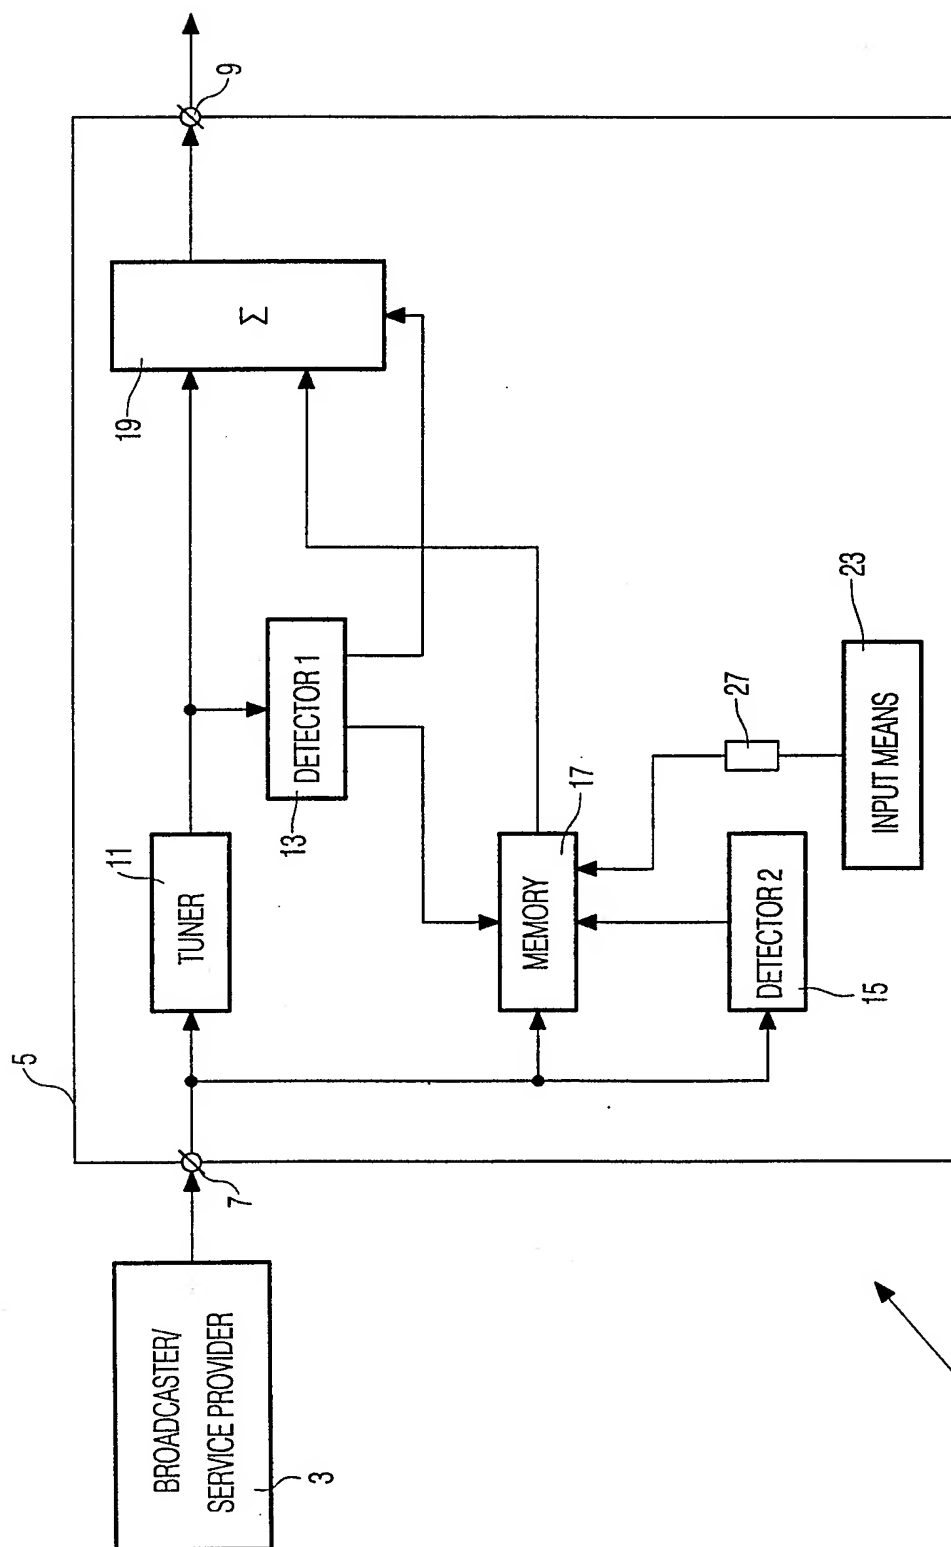 BROADCASTER/
SERVICE PROVIDER
3
5
7
TUNER
11
DETECTOR 1
13
MEMORY
17
DETECTOR 2
15
INPUT MEANS
23
27
Σ
19
9